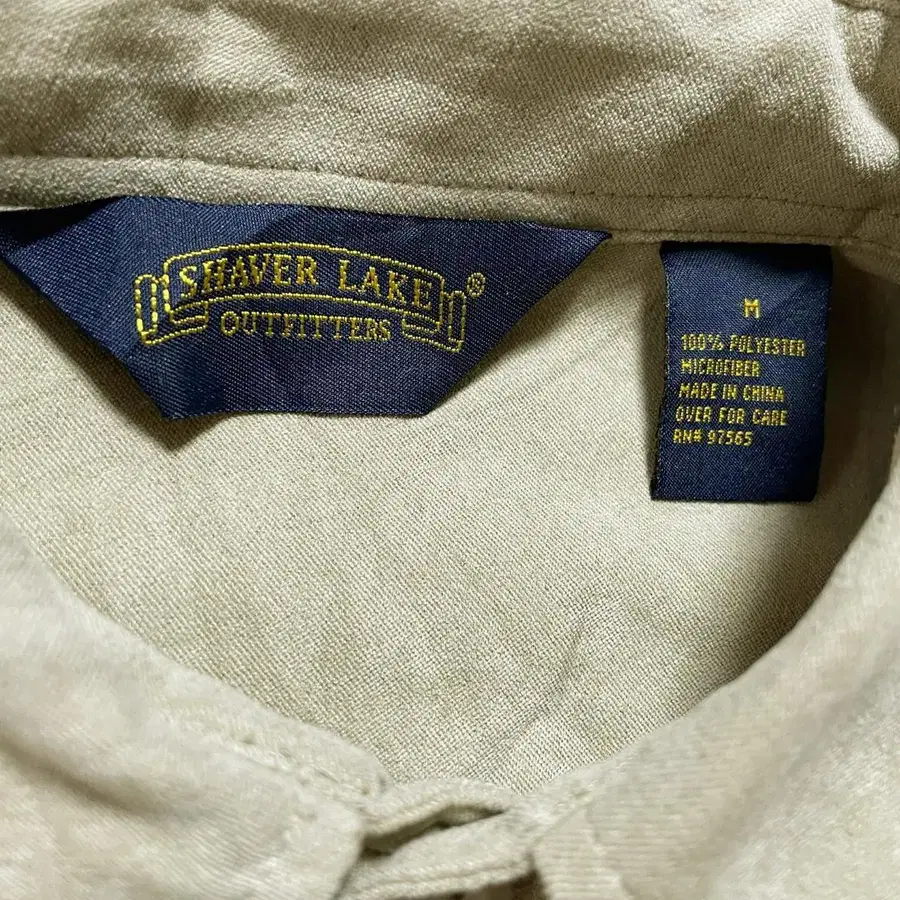 SHAVER LAKE ®
OUTFITTERS
M
100% POLYESTER
MICROFIBER
MADE IN CHINA
OVER FOR CARE
RN# 97565